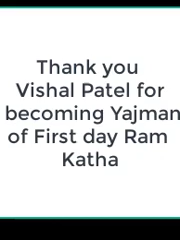 Thank you
Vishal Patel for
becoming Yajman
of First day Ram
Katha